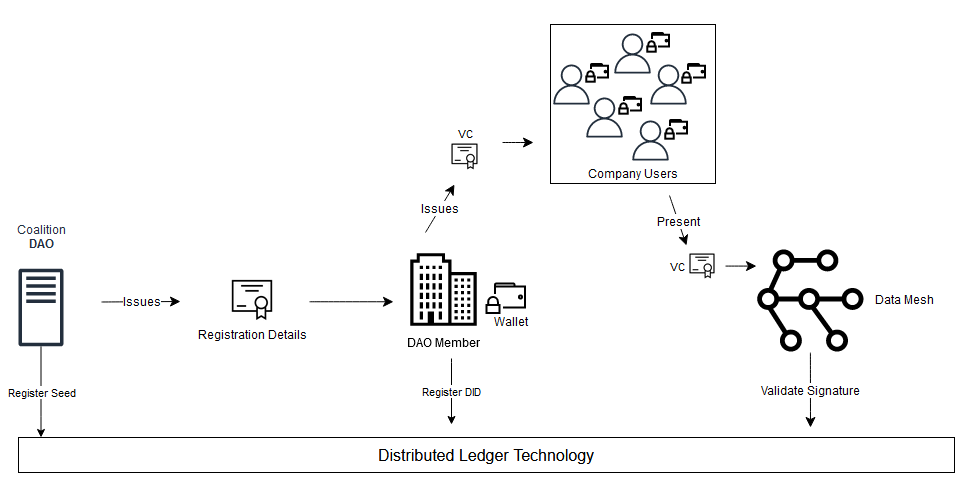 VC
Company Users
Issues
Present
Coalition
DAO
VC
Issues
Data Mesh
Wallet
Registration Details
DAO Member
Register Seed
Register DID
Validate Signature
Distributed Ledger Technology